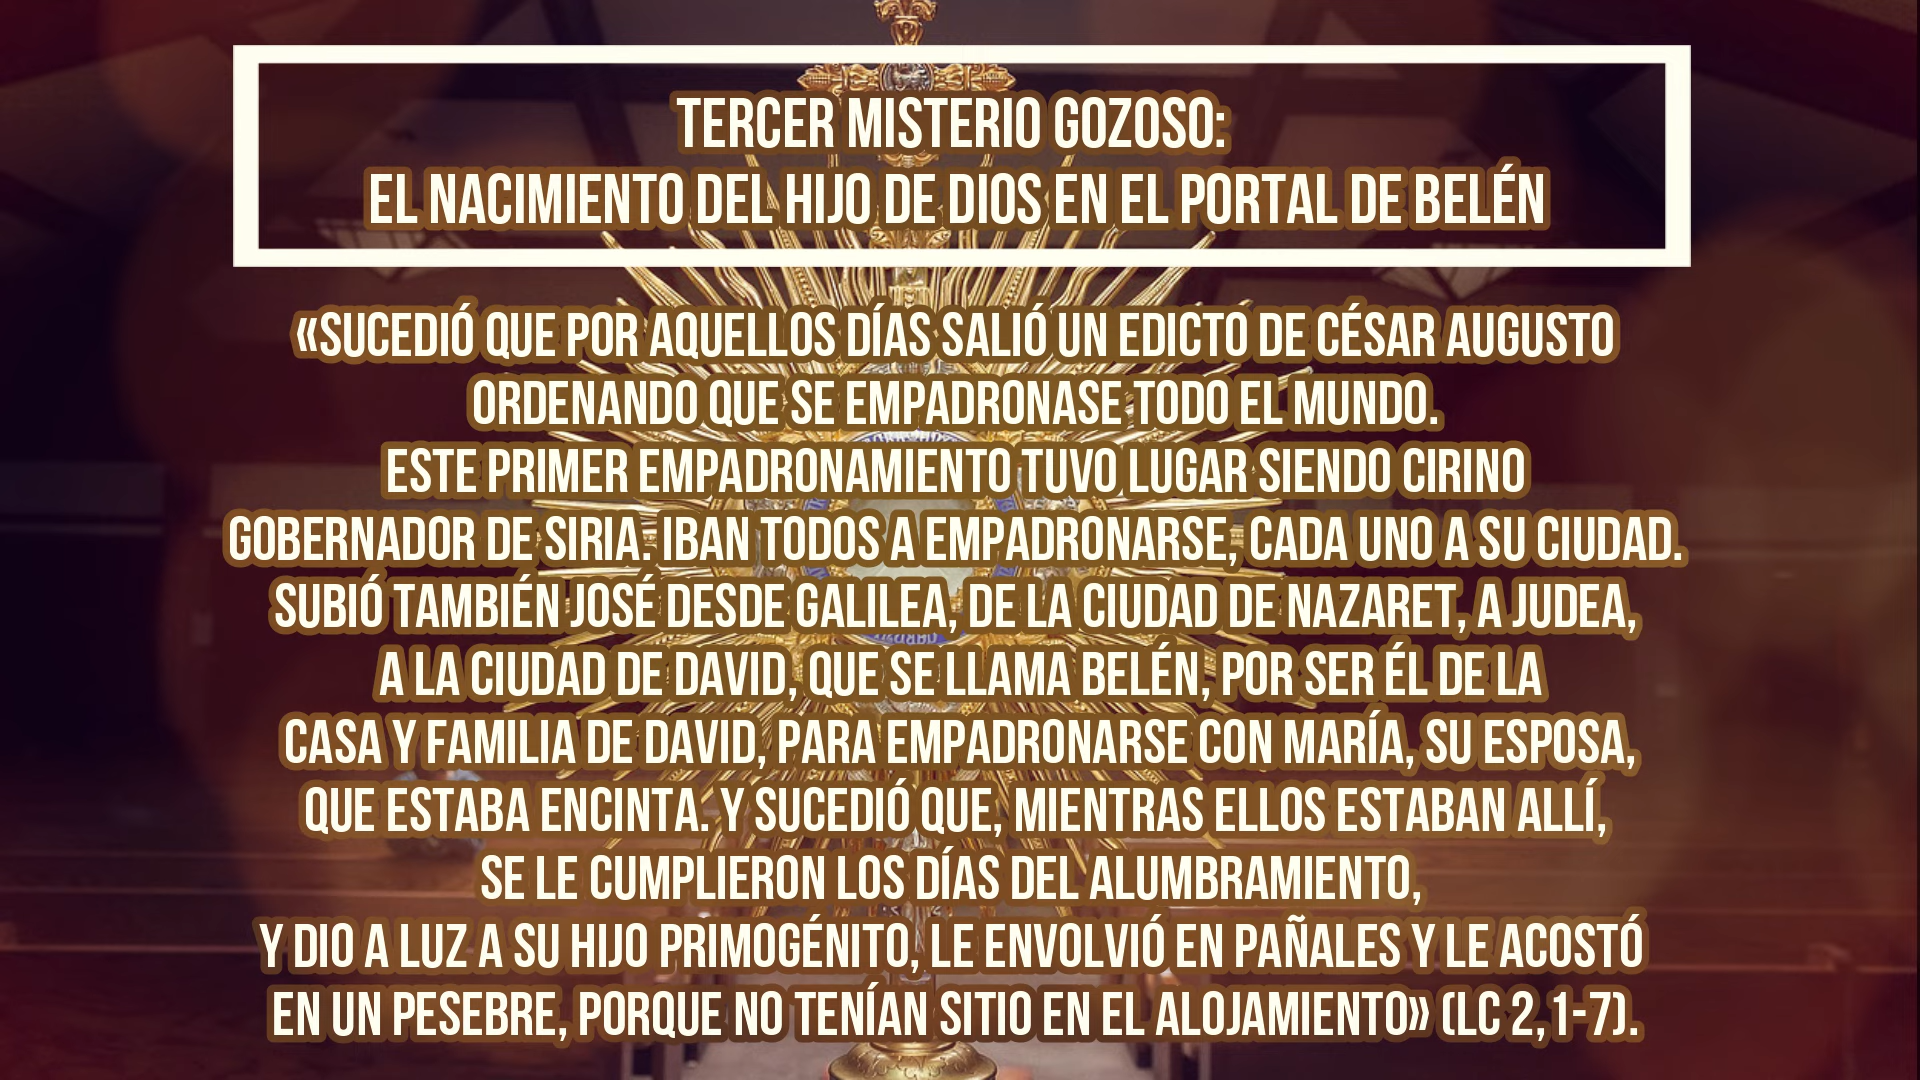 TERCER MISTERIO GOZOSO:
EL NACIMIENTO DEL HIJO DE DIOS EN EL PORTAL DE BELÉN
«SUCEDIÓ QUE POR AQUELLOS DÍAS SALIÓ UN EDICTO DE CÉSAR AUGUSTO
ORDENANDO QUE SE EMPADRONASE TODO EL MUNDO.
ESTE PRIMER EMPADRONAMIENTO TUVO LUGAR SIENDO CIRINO
GOBERNADOR DE SIRIA. IBAN TODOS A EMPADRONARSE, CADA UNO A SU CIUDAD.
SUBIÓ TAMBIÉN JOSÉ DESDE GALILEA, DE LA CIUDAD DE NAZARET, A JUDEA,
A LA CIUDAD DE DAVID, QUE SE LLAMA BELÉN, POR SER ÉL DE LA
CASA Y FAMILIA DE DAVID, PARA EMPADRONARSE CON MARÍA, SU ESPOSA,
QUE ESTABA ENCINTA. Y SUCEDIÓ QUE, MIENTRAS ELLOS ESTABAN ALLÍ,
SE LE CUMPLIERON LOS DÍAS DEL ALUMBRAMIENTO,
Y DIO A LUZ A SU HIJO PRIMOGÉNITO, LE ENVOLVIÓ EN PAÑALES Y LE ACOSTÓ
EN UN PESEBRE, PORQUE NO TENÍAN SITIO EN EL ALOJAMIENTO» (LC 2,1-7).